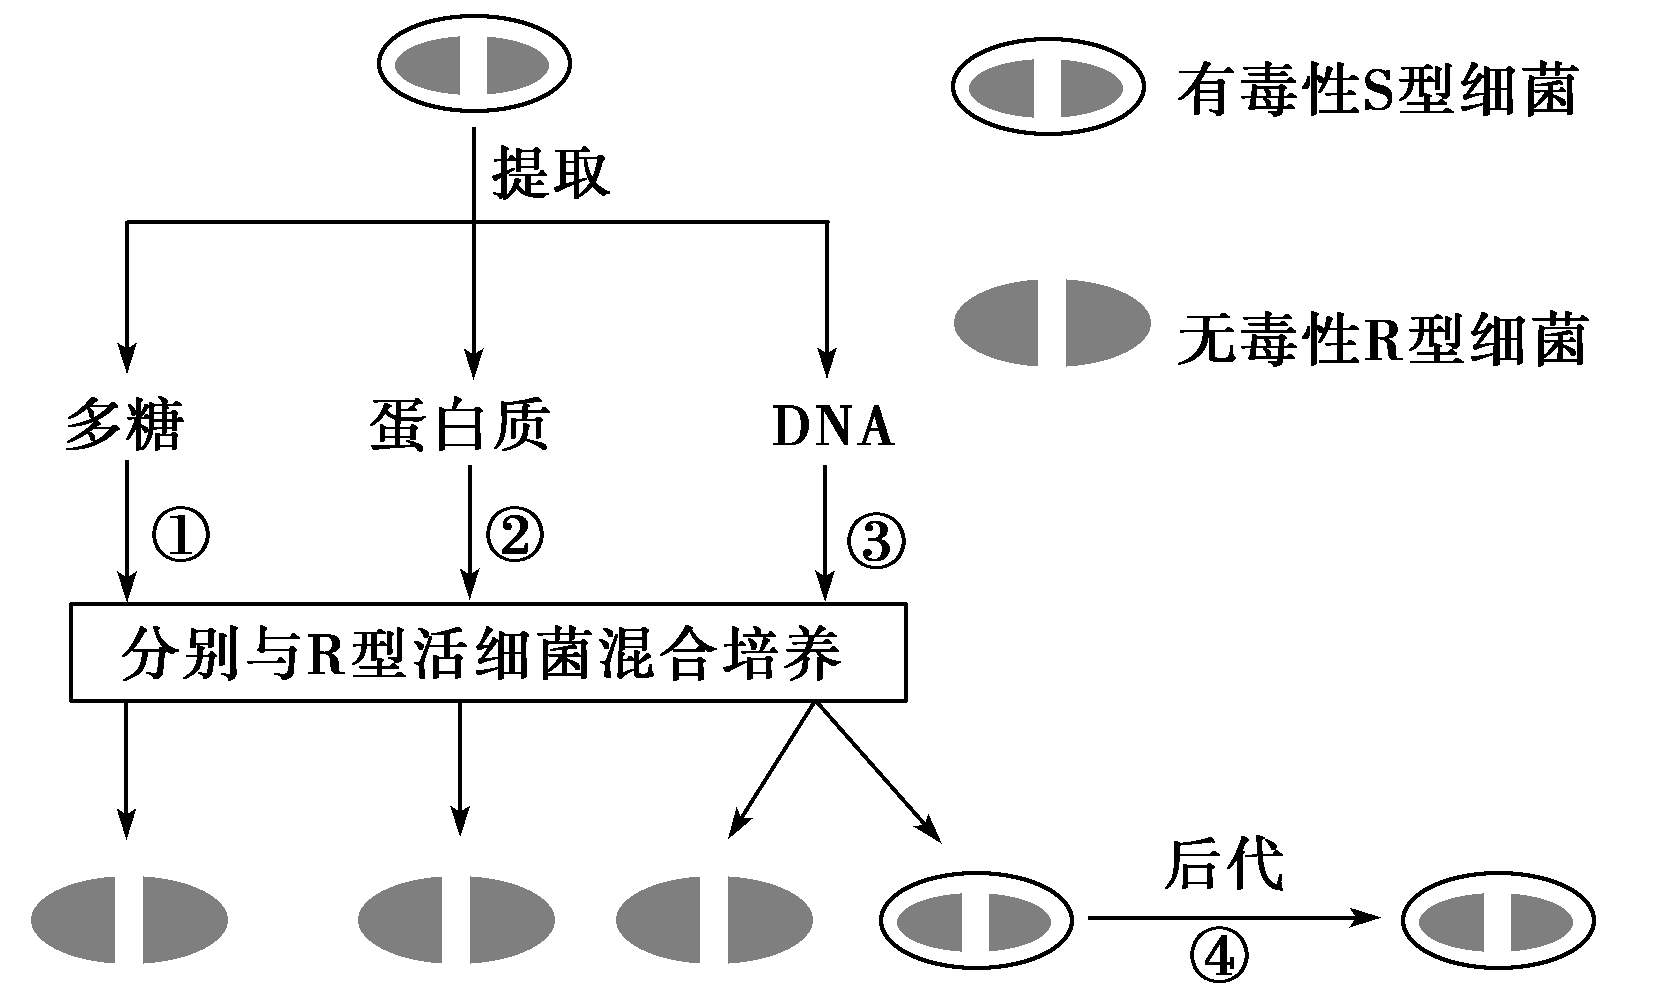 有毒性S型细菌
提取
无毒性R型细菌
多糖
蛋白质
DNA
①
②
③
分别与R型活细菌混合培养
后代
④